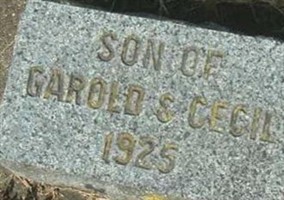 SON OF
GAROLD & CECIL
1925